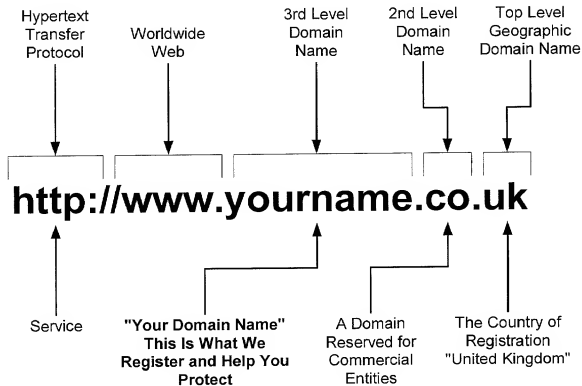 Hypertext
Transfer
Protocol
Worldwide
Web
3rd Level
Domain
Name
2nd Level
Domain
Name
Top Level
Geographic
Domain Name
http://www.yourname.co.uk
Service
"Your Domain Name"
This Is What We
Register and Help You
Protect
A Domain
Reserved for
Commercial
Entities
The Country of
Registration
"United Kingdom"